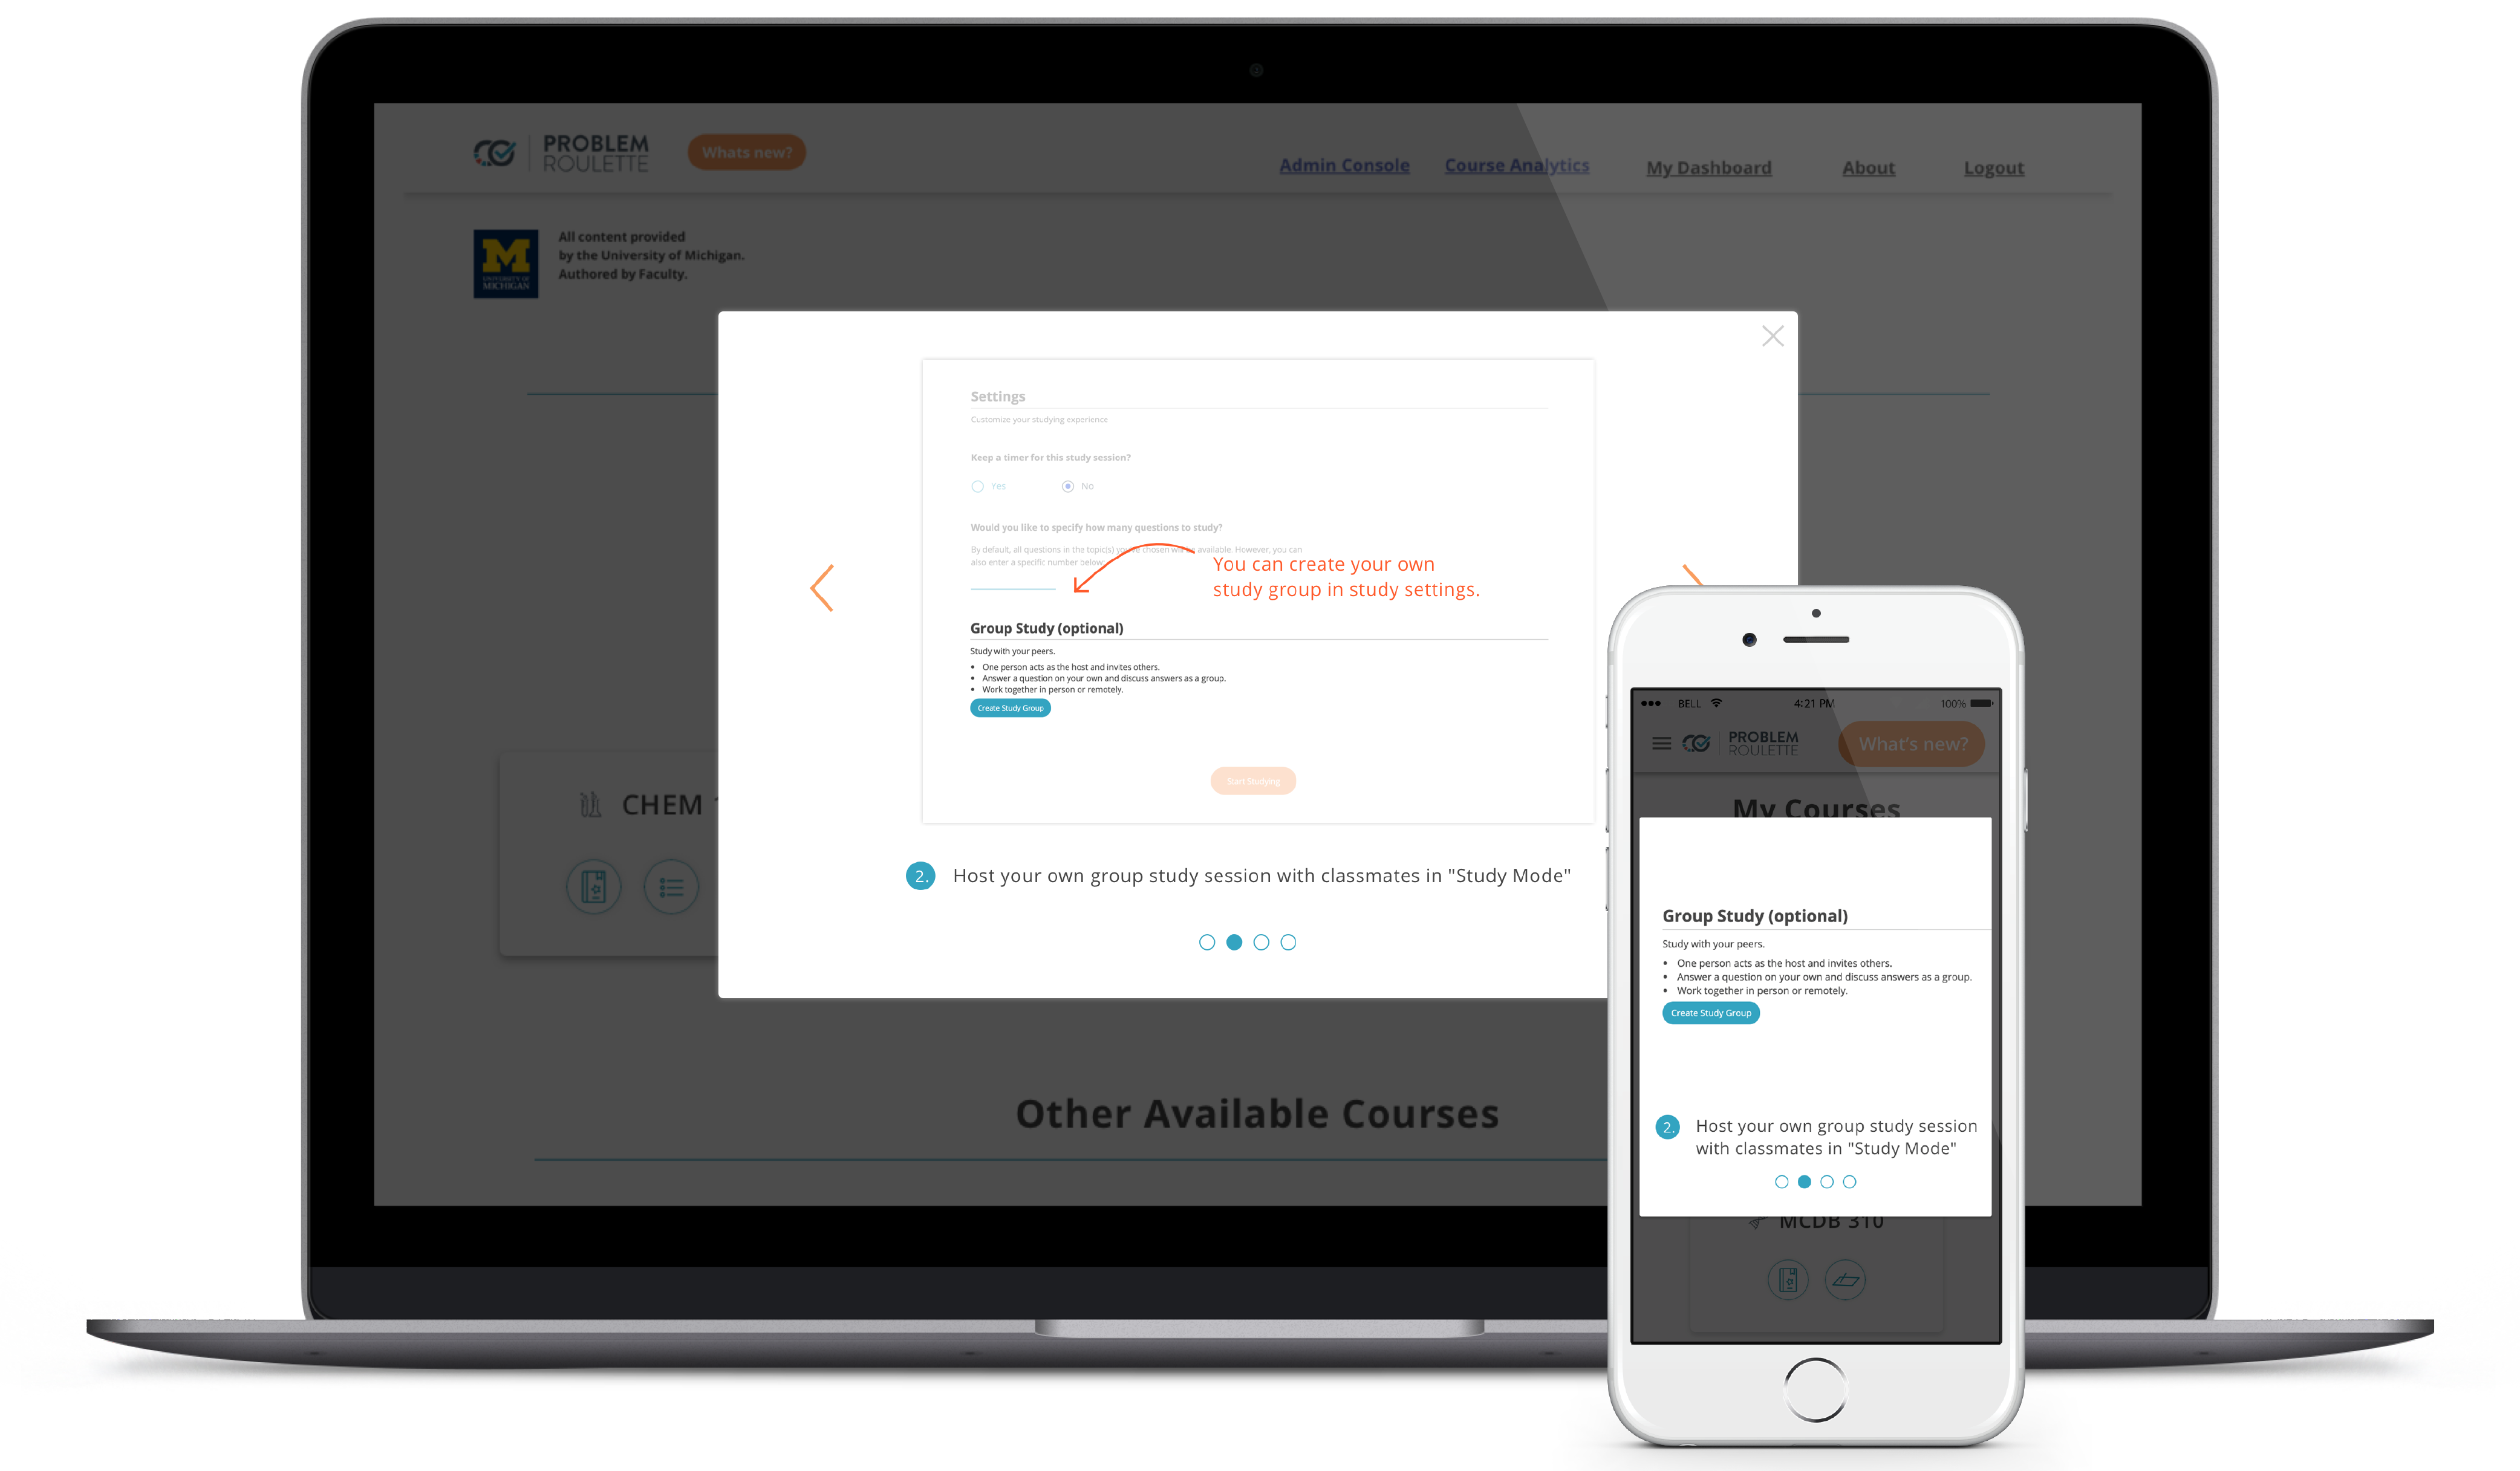 PROBLEM
ROULETTE
Whats new?
Admin Console
Course Analytics
My Dashboard
About
Logout
UNIVERSITY OF
MICHIGAN
All content provided
by the University of Michigan.
Authored by Faculty.
Settings
Customize your studying experience
Keep a timer for this study session?
Yes
No
Would you like to specify how many questions to study?
By default, all questions in the topic(s) you've chosen will be available. However, you can
also enter a specific number below:
You can create your own
study group in study settings.
Group Study (optional)
Study with your peers.
• One person acts as the host and invites others.
• Answer a question on your own and discuss answers as a group.
• Work together in person or remotely.
Create Study Group
Start Studying
2. Host your own group study session with classmates in "Study Mode"
CHEM
Other Available Courses
BELL
4:21 PM
100%
PROBLEM
ROULETTE
What's new?
My Courses
Group Study (optional)
Study with your peers.
• One person acts as the host and invites others.
• Answer a question on your own and discuss answers as a group.
• Work together in person or remotely.
Create Study Group
2. Host your own group study session
with classmates in "Study Mode"
MCDB 310